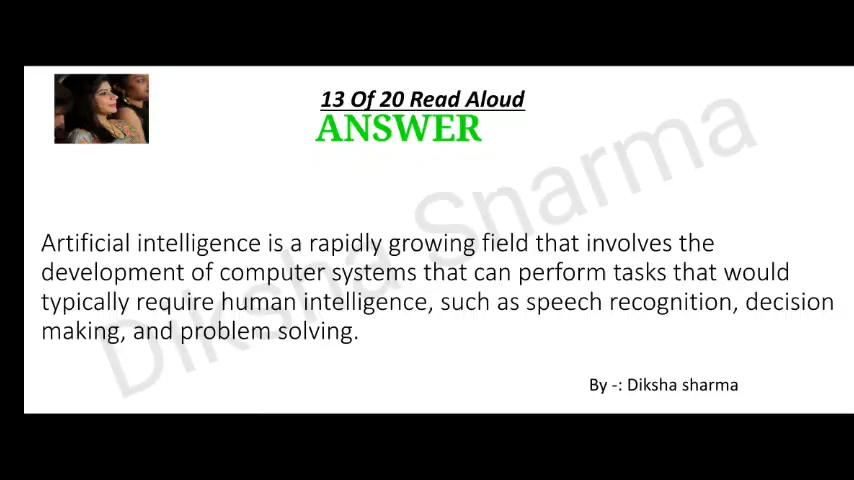 13 Of 20 Read Aloud
ANSWER
Artificial intelligence is a rapidly growing field that involves the
development of computer systems that can perform tasks that would
typically require human intelligence, such as speech recognition, decision
making, and problem solving.
By -: Diksha sharma
Diksha Sharma